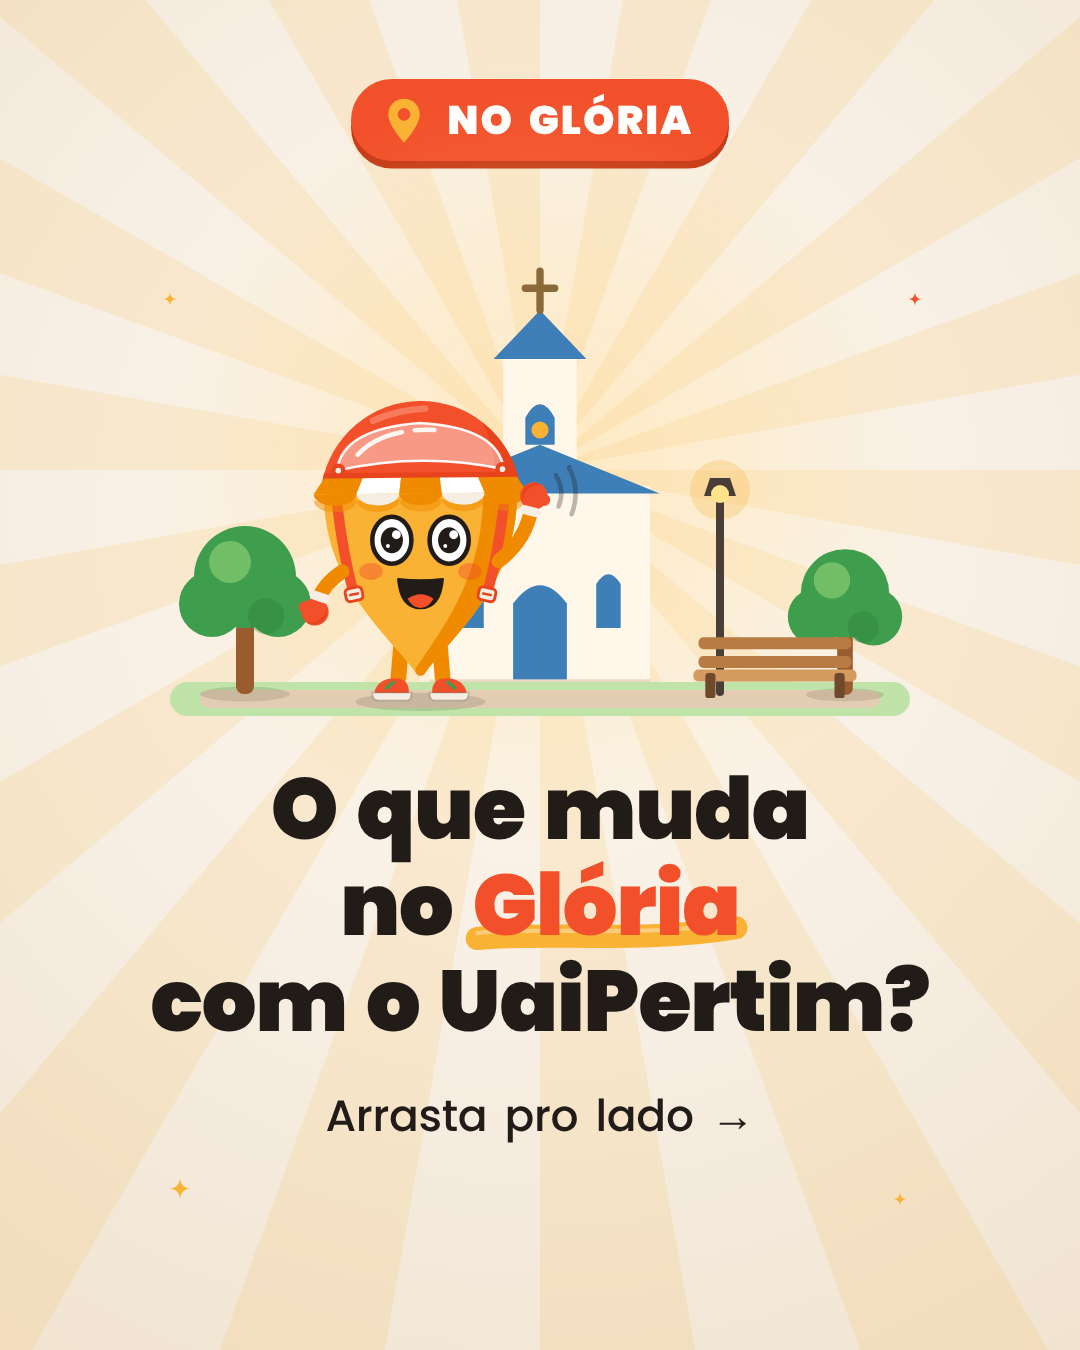 NO GLÓRIA
O que muda
no Glória
com o UaiPertim?
Arrasta pro lado →